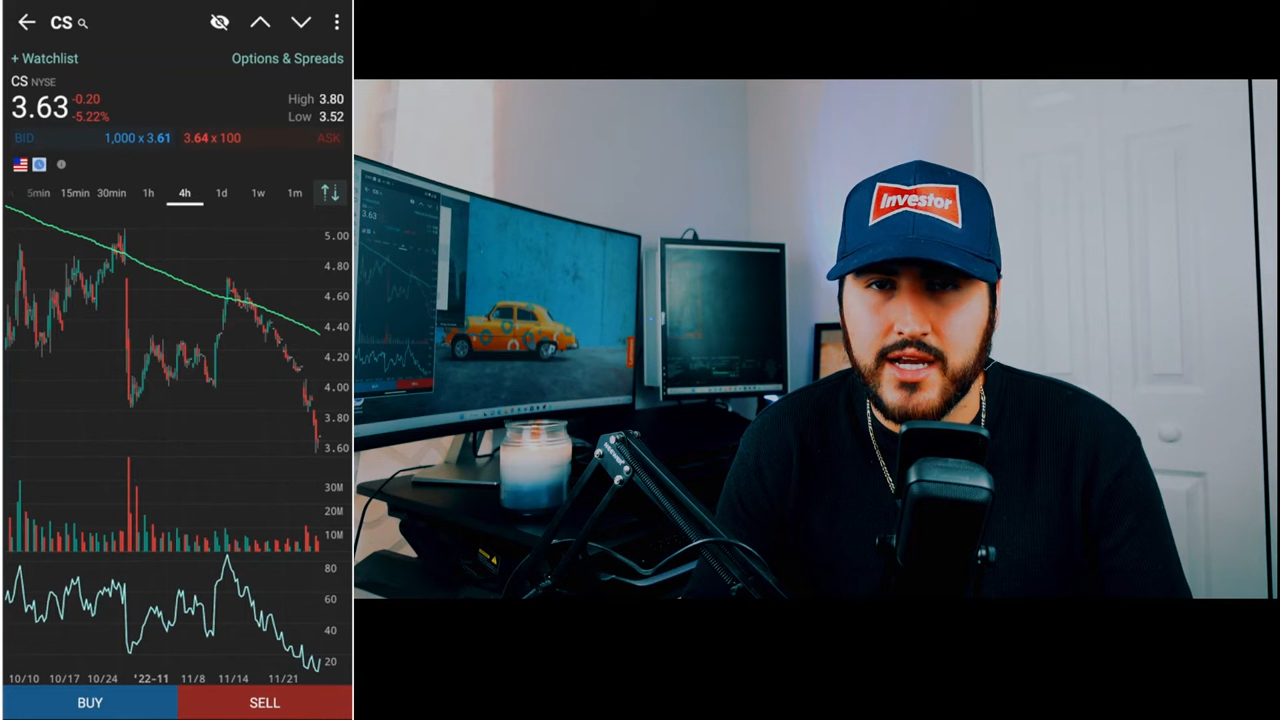 CS
+ Watchlist
Options & Spreads
CS NYSE
3.63 -0.20 -5.22%
High 3.80
Low 3.52
BID 1,000 x 3.61 3.64 x 100 ASK
5min 15min 30min 1h 4h 1d 1w 1m
5.00
4.80
4.60
4.40
4.20
4.00
3.80
3.60
30M
20M
10M
80
60
40
20
10/10 10/17 10/24 '22-11 11/8 11/14 11/21
BUY SELL
Investor
3.63